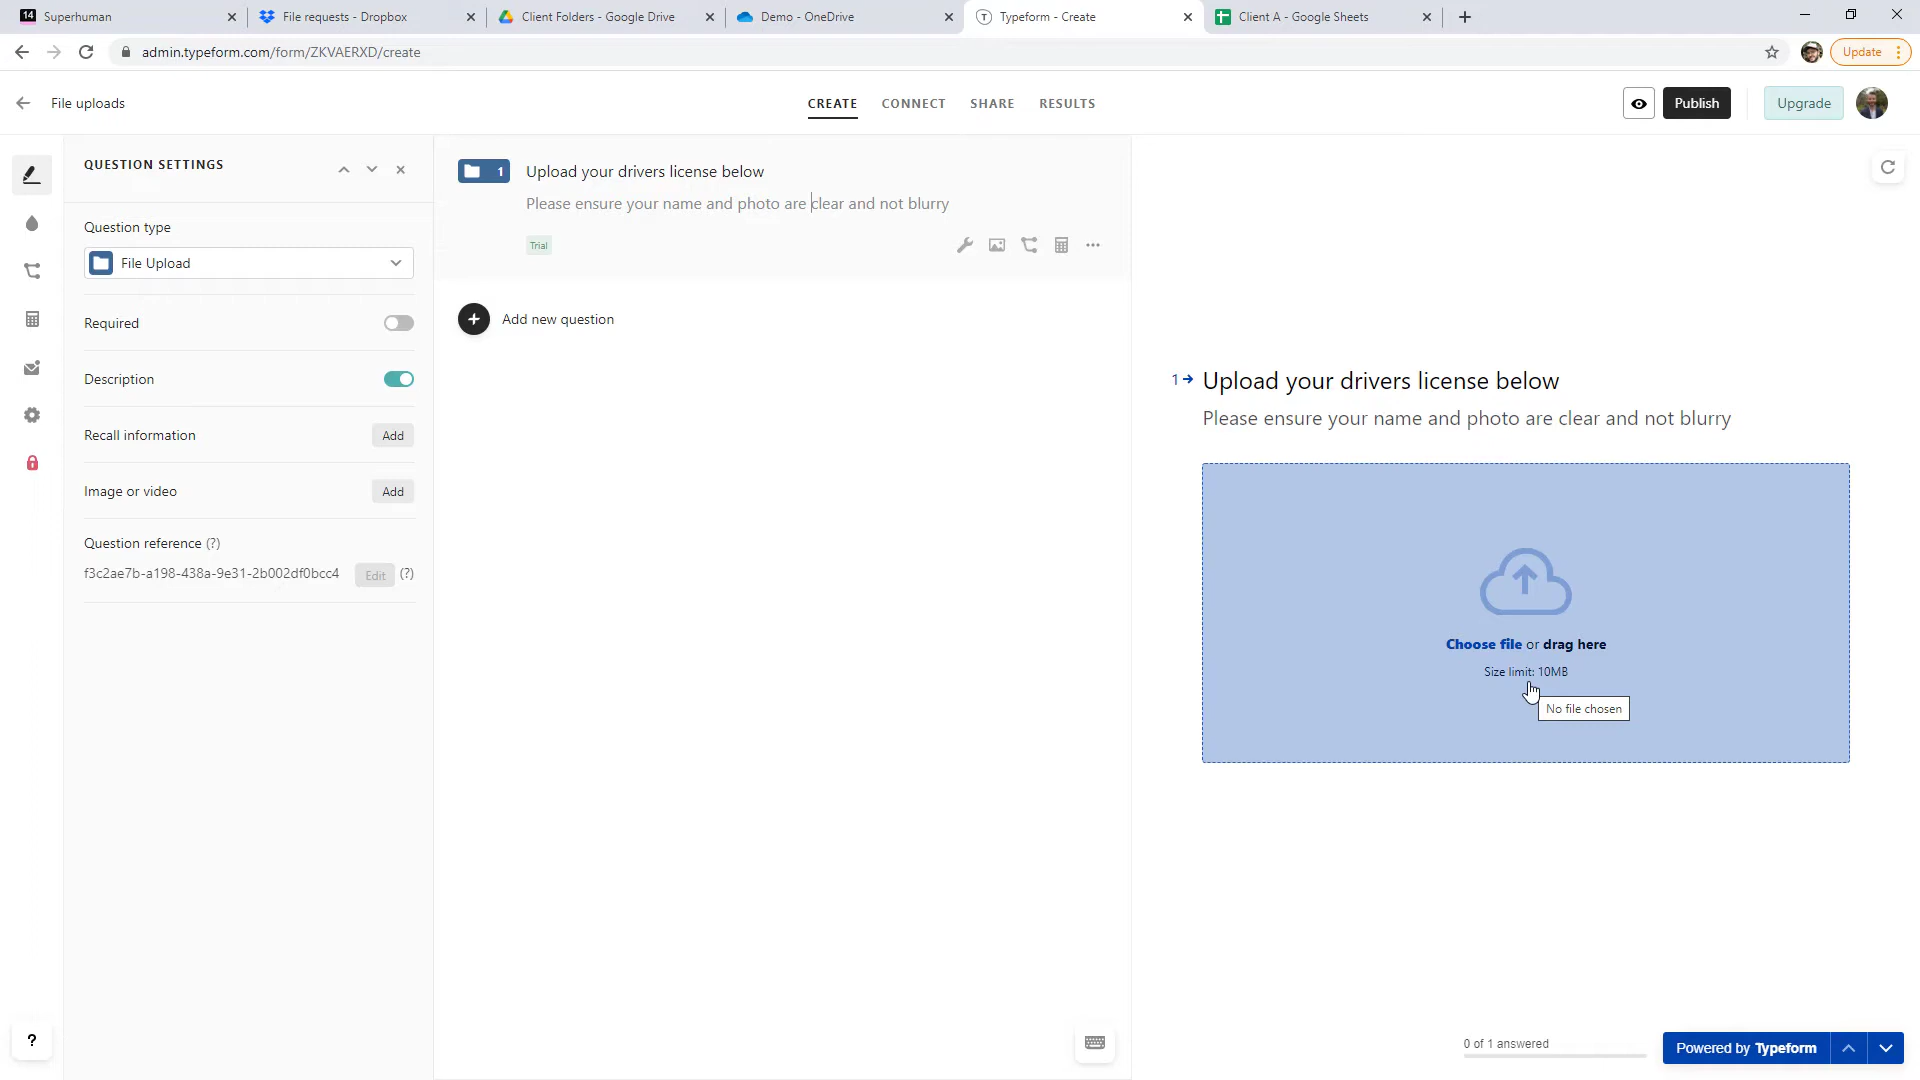 14 Superhuman
File requests - Dropbox
Client Folders - Google Drive
Demo - OneDrive
Typeform - Create
Client A - Google Sheets
admin.typeform.com/form/ZKVAERXD/create
Update
File uploads
CREATE
CONNECT
SHARE
RESULTS
Publish
Upgrade
QUESTION SETTINGS
Question type
File Upload
Required
Description
Recall information
Add
Image or video
Add
Question reference (?)
f3c2ae7b-a198-438a-9e31-2b002df0bcc4
Edit
(?)
?
1
Upload your drivers license below
Please ensure your name and photo are clear and not blurry
Trial
Add new question
1
Upload your drivers license below
Please ensure your name and photo are clear and not blurry
Choose file or drag here
Size limit: 10MB
No file chosen
0 of 1 answered
Powered by Typeform